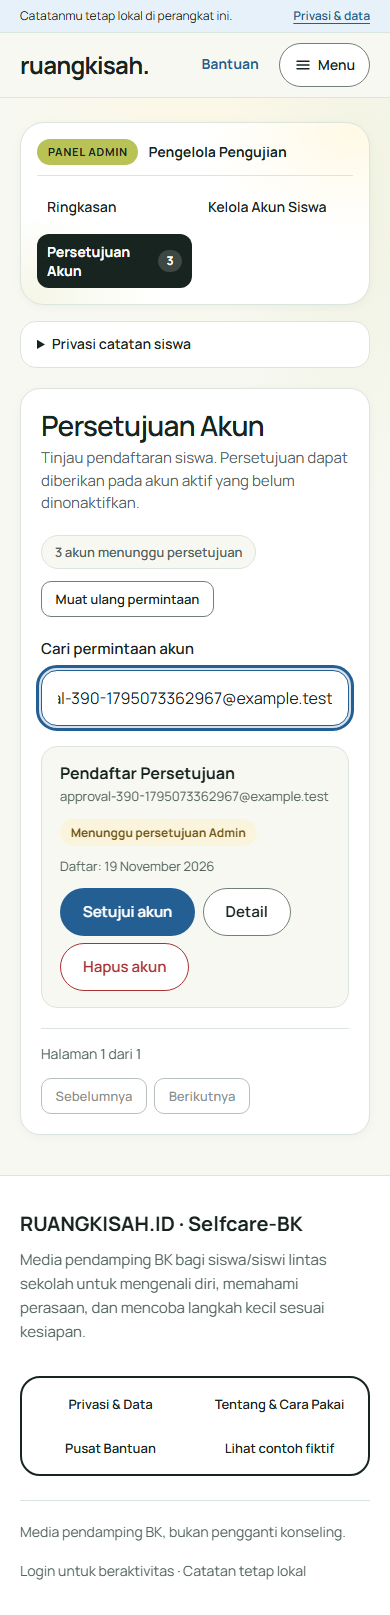 Catatanmu tetap lokal di perangkat ini. Privasi & data
ruangkisah. Bantuan Menu
PANEL ADMIN Pengelola Pengujian
Ringkasan Kelola Akun Siswa
Persetujuan
Akun 3
Privasi catatan siswa
Persetujuan Akun
Tinjau pendaftaran siswa. Persetujuan dapat
diberikan pada akun aktif yang belum
dinonaktifkan.
3 akun menunggu persetujuan
Muat ulang permintaan
Cari permintaan akun
al-390-1795073362967@example.test
Pendaftar Persetujuan
approval-390-1795073362967@example.test
Menunggu persetujuan Admin
Daftar: 19 November 2026
Setujui akun Detail
Hapus akun
Halaman 1 dari 1
Sebelumnya Berikutnya
RUANGKISAH.ID · Selfcare-BK
Media pendamping BK bagi siswa/siswi lintas
sekolah untuk mengenali diri, memahami
perasaan, dan mencoba langkah kecil sesuai
kesiapan.
Privasi & Data Tentang & Cara Pakai
Pusat Bantuan Lihat contoh fiktif
Media pendamping BK, bukan pengganti konseling.
Login untuk beraktivitas · Catatan tetap lokal